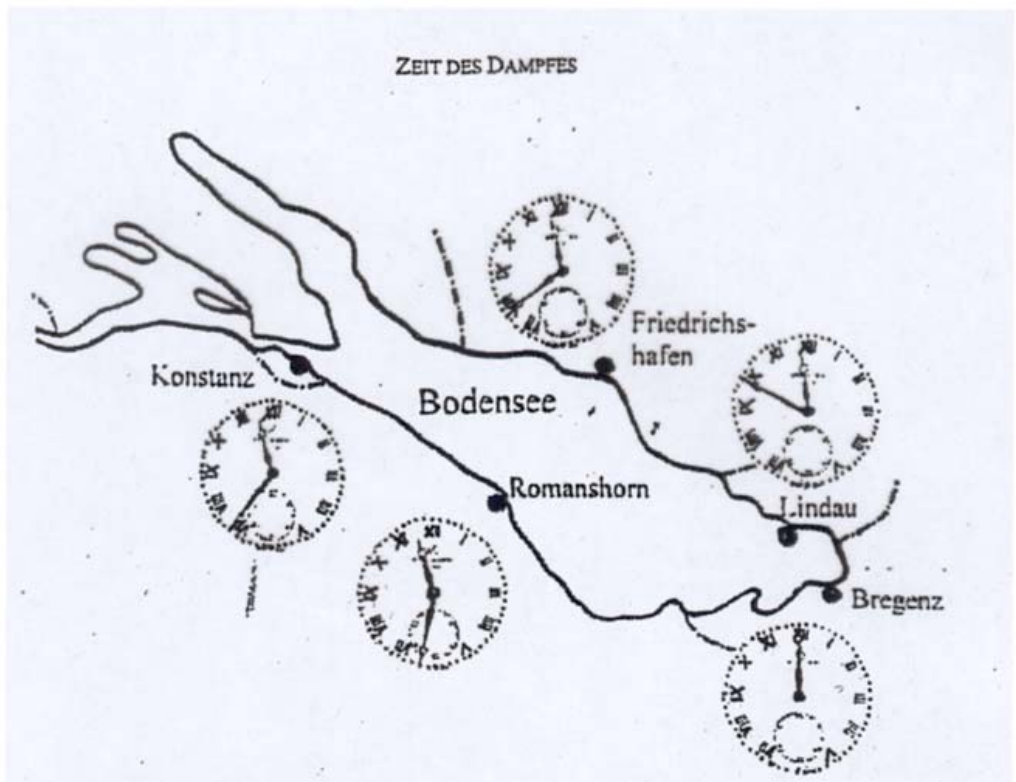 ZEIT DES DAMPFES
Friedrichs-
hafen
Konstanz
Bodensee
Romanshorn
Lindau
Bregenz